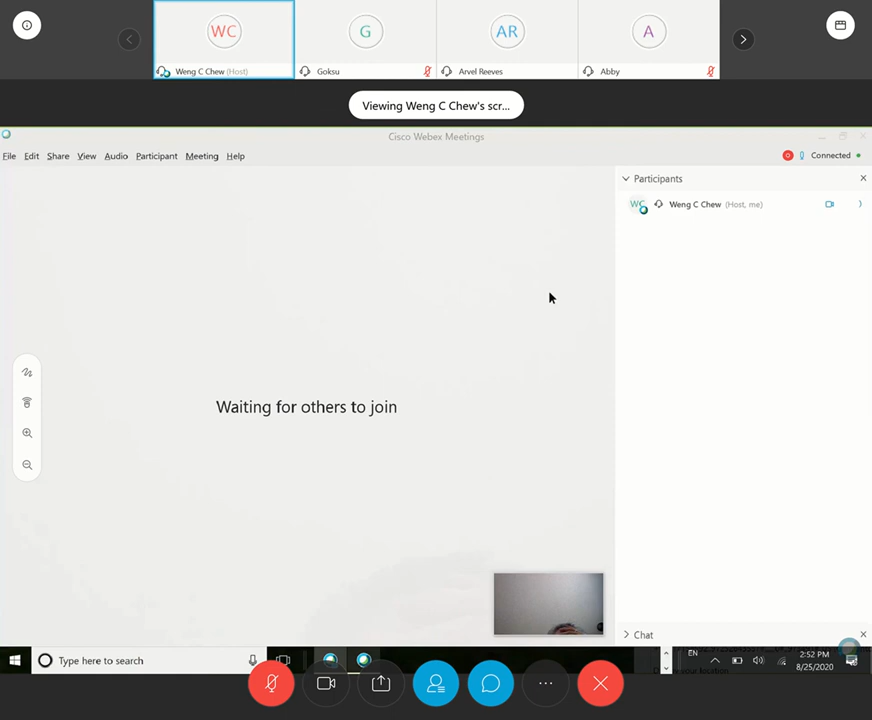 WC
G
AR
A
Weng C Chew (Host)
Goksu
Arvel Reeves
Abby
Viewing Weng C Chew's scr...
Cisco Webex Meetings
File Edit Share View Audio Participant Meeting Help
Connected
Participants
WC Weng C Chew (Host, me)
Waiting for others to join
Chat
Type here to search
EN
2:52 PM
8/25/2020